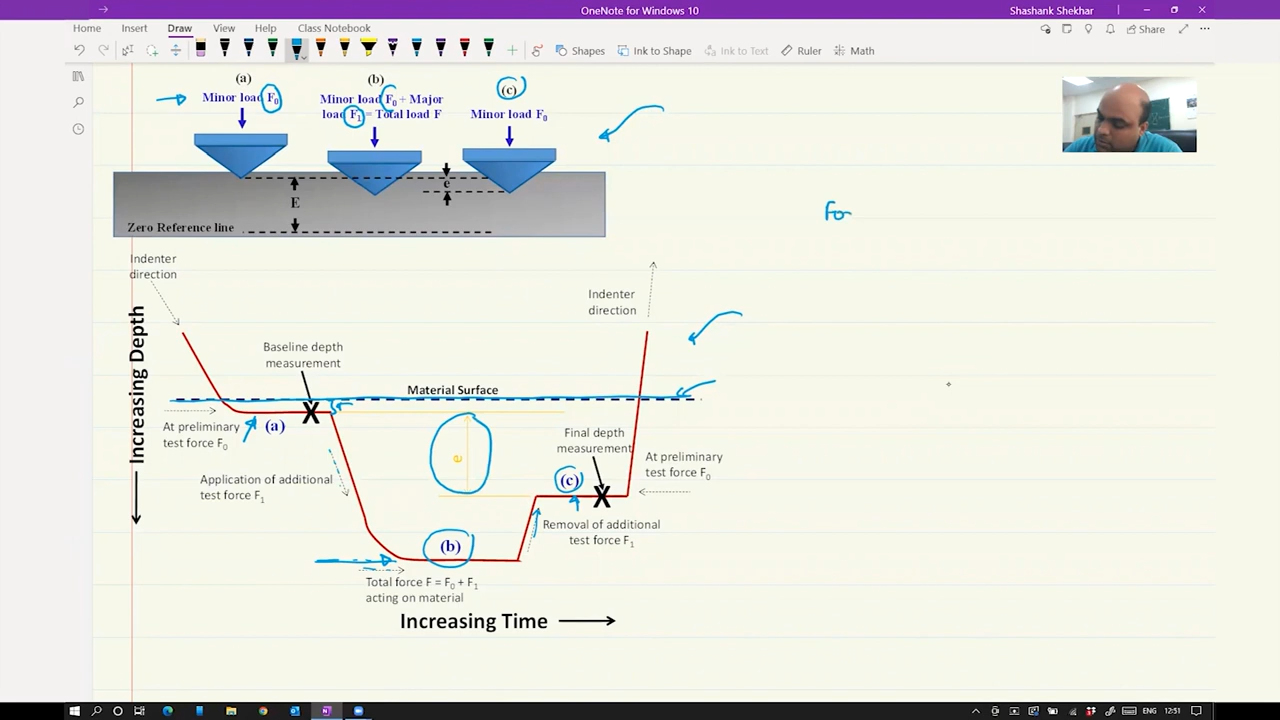 OneNote for Windows 10
Shashank Shekhar
Home Insert Draw View Help Class Notebook
Share
Shapes Ink to Shape Ink to Text Ruler Math
(a) (b) (c)
Minor load F0
Minor load F0 + Major
load F1 = Total load F
Minor load F0
E
e
Zero Reference line
For
Indenter
direction
Indenter
direction
Increasing Depth
Baseline depth
measurement
Material Surface
At preliminary
test force F0
(a)
e
Final depth
measurement
At preliminary
test force F0
Application of additional
test force F1
(c)
Removal of additional
test force F1
(b)
Total force F = F0 + F1
acting on material
Increasing Time
ENG 12:51